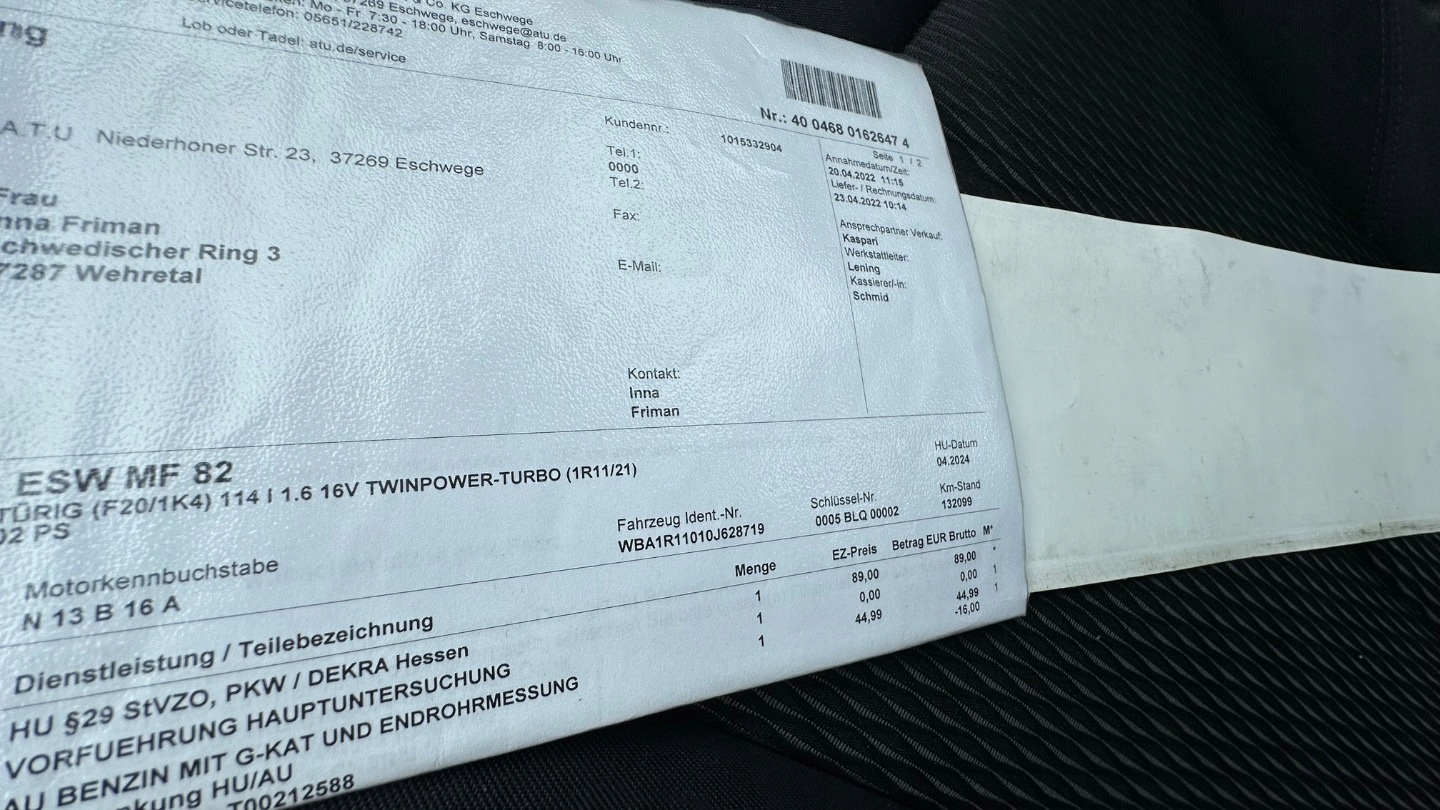 Co. KG Eschwege
37269 Eschwege, eschwege@atu.de
Mo - Fr 7:30 - 18:00 Uhr, Samstag 8:00 - 16:00 Uhr
05651/228742
Lob oder Tadel: atu.de/service
Nr.: 40 0468 0162647 4
Seite 1 / 2
A.T.U Niederhoner Str. 23, 37269 Eschwege
Frau
nna Friman
chwedischer Ring 3
7287 Wehretal
Kundennr.: 1015332904
Tel.1:
0000
Tel.2:
Fax:
E-Mail:
Kontakt:
Inna
Friman
Annahmedatum/Zeit:
20.04.2022 11:15
Liefer- / Rechnungsdatum:
23.04.2022 10:14
Ansprechpartner Verkauf:
Kaspari
Werkstattleiter:
Lening
Kassierer/-in:
Schmid
ESW MF 82
TÜRIG (F20/1K4) 114 I 1.6 16V TWINPOWER-TURBO (1R11/21)
02 PS
HU-Datum
04.2024
Motorkennbuchstabe
N 13 B 16 A
Fahrzeug Ident.-Nr.
WBA1R11010J628719
Schlüssel-Nr.
0005 BLQ 00002
Km-Stand
132099
Dienstleistung / Teilebezeichnung Menge EZ-Preis Betrag EUR Brutto M*
HU §29 StVZO, PKW / DEKRA Hessen 1 89,00 89,00 *
VORFUEHRUNG HAUPTUNTERSUCHUNG 1 0,00 0,00 1
AU BENZIN MIT G-KAT UND ENDROHRMESSUNG 1 44,99 44,99 1
kung HU/AU -16,00
T00212588